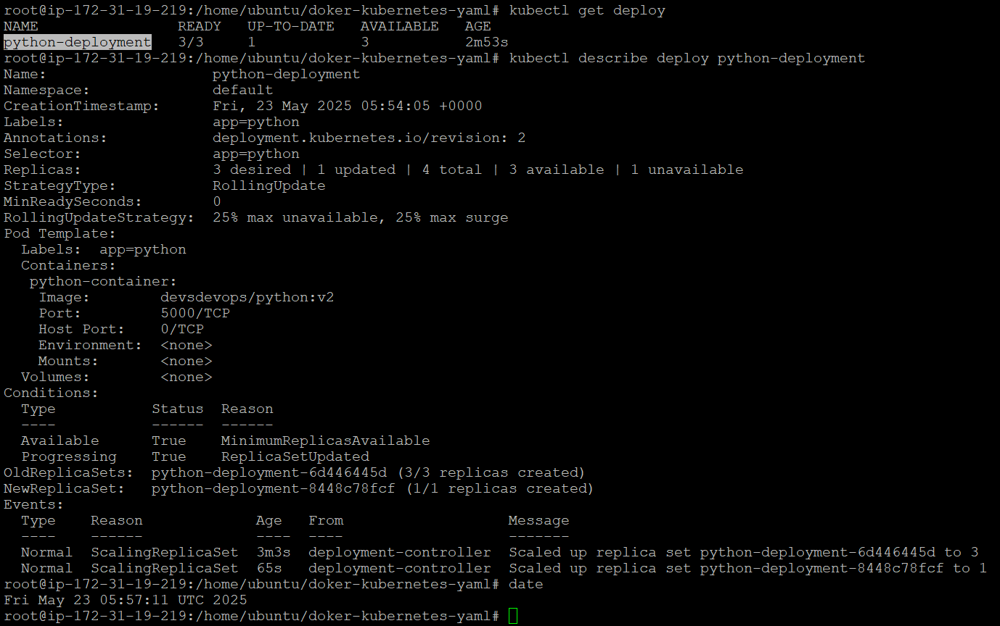 root@ip-172-31-19-219:/home/ubuntu/doker-kubernetes-yaml# kubectl get deploy
NAME                READY   UP-TO-DATE   AVAILABLE   AGE
python-deployment   3/3     1            3           2m53s
root@ip-172-31-19-219:/home/ubuntu/doker-kubernetes-yaml# kubectl describe deploy python-deployment
Name:                   python-deployment
Namespace:              default
CreationTimestamp:      Fri, 23 May 2025 05:54:05 +0000
Labels:                 app=python
Annotations:            deployment.kubernetes.io/revision: 2
Selector:               app=python
Replicas:               3 desired | 1 updated | 4 total | 3 available | 1 unavailable
StrategyType:           RollingUpdate
MinReadySeconds:        0
RollingUpdateStrategy:  25% max unavailable, 25% max surge
Pod Template:
  Labels:  app=python
  Containers:
   python-container:
    Image:        devsdevops/python:v2
    Port:         5000/TCP
    Host Port:    0/TCP
    Environment:  <none>
    Mounts:       <none>
  Volumes:        <none>
Conditions:
  Type           Status  Reason
  ----           ------  ------
  Available      True    MinimumReplicasAvailable
  Progressing    True    ReplicaSetUpdated
OldReplicaSets:  python-deployment-6d446445d (3/3 replicas created)
NewReplicaSet:   python-deployment-8448c78fcf (1/1 replicas created)
Events:
  Type    Reason             Age   From                   Message
  ----    ------             ----  ----                   -------
  Normal  ScalingReplicaSet  3m3s  deployment-controller  Scaled up replica set python-deployment-6d446445d to 3
  Normal  ScalingReplicaSet  65s   deployment-controller  Scaled up replica set python-deployment-8448c78fcf to 1
root@ip-172-31-19-219:/home/ubuntu/doker-kubernetes-yaml# date
Fri May 23 05:57:11 UTC 2025
root@ip-172-31-19-219:/home/ubuntu/doker-kubernetes-yaml#